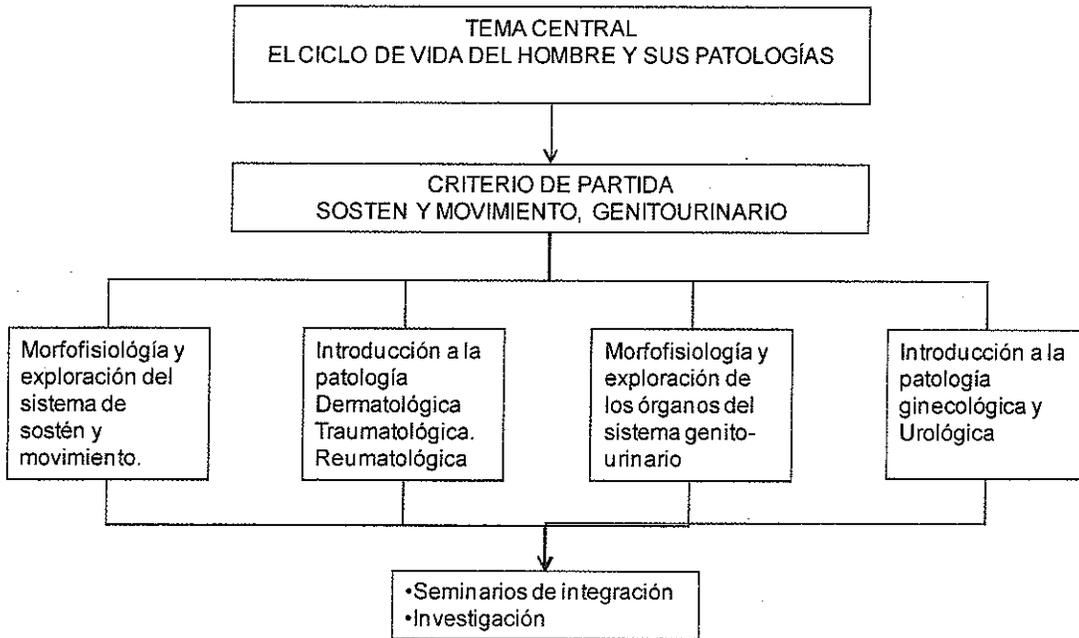 TEMA CENTRAL
EL CICLO DE VIDA DEL HOMBRE Y SUS PATOLOGÍAS
CRITERIO DE PARTIDA
SOSTEN Y MOVIMIENTO, GENITOURINARIO
Morfofisiológía y
exploración del
sistema de
sostén y
movimiento.
Introducción a la
patología
Dermatológica
Traumatológica.
Reumatológica
Morfofisiología y
exploración de
los órganos del
sistema genito-
urinario
Introducción a la
patología
ginecológica y
Urológica
•Seminarios de integración
•Investigación